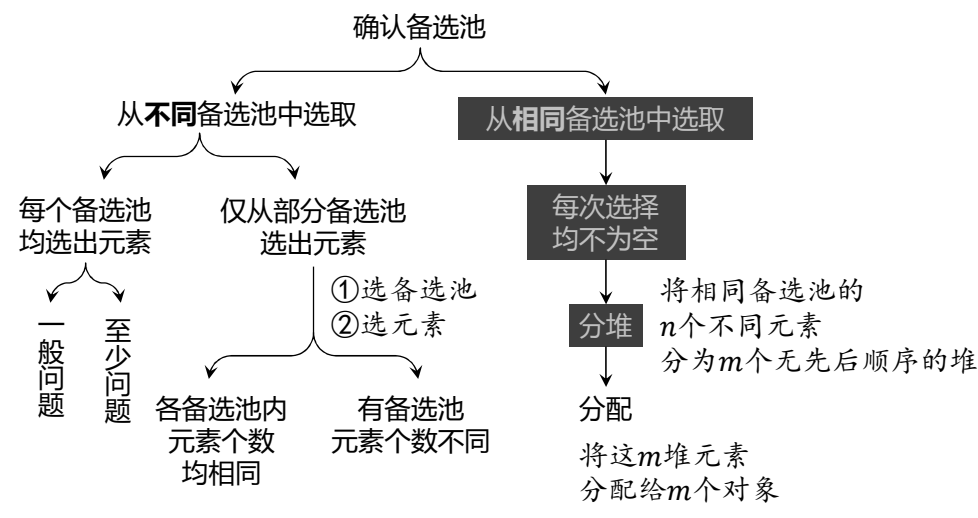 确认备选池
从不同备选池中选取
从相同备选池中选取
每个备选池
均选出元素
仅从部分备选池
选出元素
每次选择
均不为空
①选备选池
②选元素
一般问题
至少问题
分堆
将相同备选池的
n个不同元素
分为m个无先后顺序的堆
各备选池内
元素个数
均相同
有备选池
元素个数不同
分配
将这m堆元素
分配给m个对象